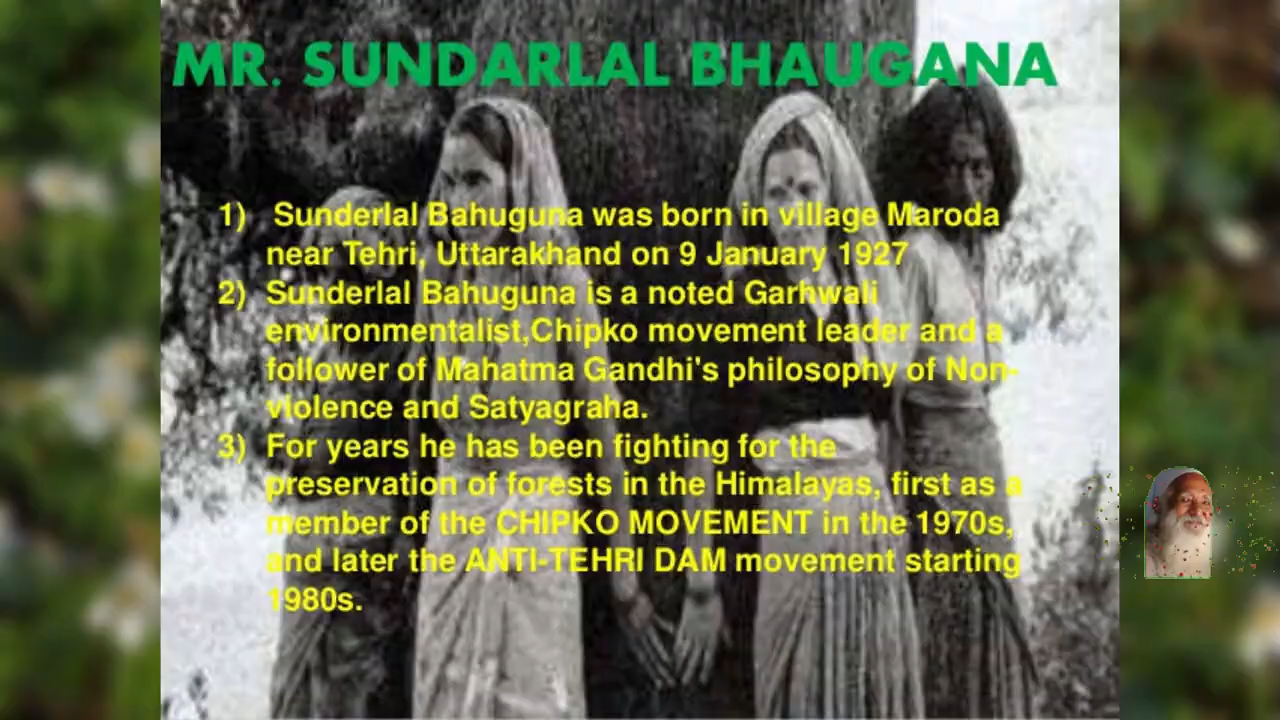 MR. SUNDARLAL BHAUGANA
1) Sunderlal Bahuguna was born in village Maroda
near Tehri, Uttarakhand on 9 January 1927
2) Sunderlal Bahuguna is a noted Garhwali
environmentalist,Chipko movement leader and a
follower of Mahatma Gandhi's philosophy of Non-
violence and Satyagraha.
3) For years he has been fighting for the
preservation of forests in the Himalayas, first as a
member of the CHIPKO MOVEMENT in the 1970s,
and later the ANTI-TEHRI DAM movement starting
1980s.